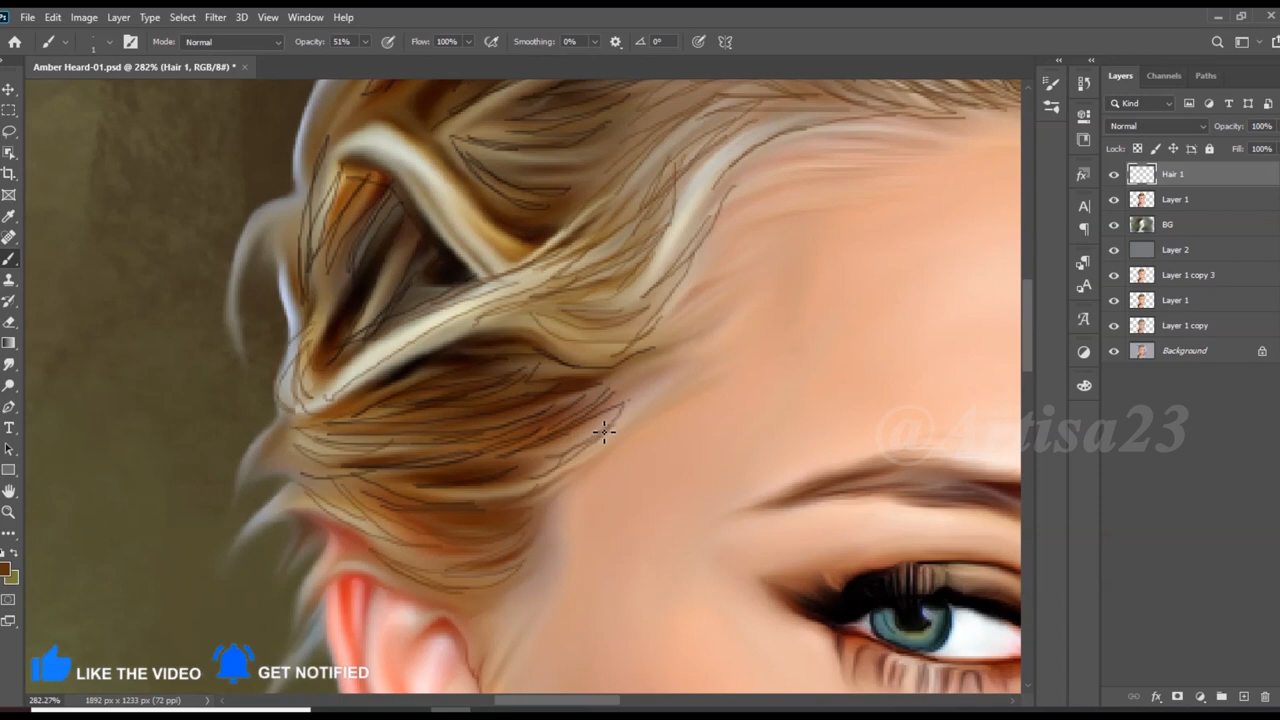 Ps File Edit Image Layer Type Select Filter 3D View Window Help
1 Mode: Normal Opacity: 51% Flow: 100% Smoothing: 0% 0°
Amber Heard-01.psd @ 282% (Hair 1, RGB/8#) * ×
Layers Channels Paths
Kind
Normal Opacity: 100%
Lock: Fill: 100%
Hair 1
Layer 1
BG
Layer 2
Layer 1 copy 3
Layer 1
Layer 1 copy
Background
@Artisa23
LIKE THE VIDEO GET NOTIFIED
282.27% 1892 px x 1233 px (72 ppi)